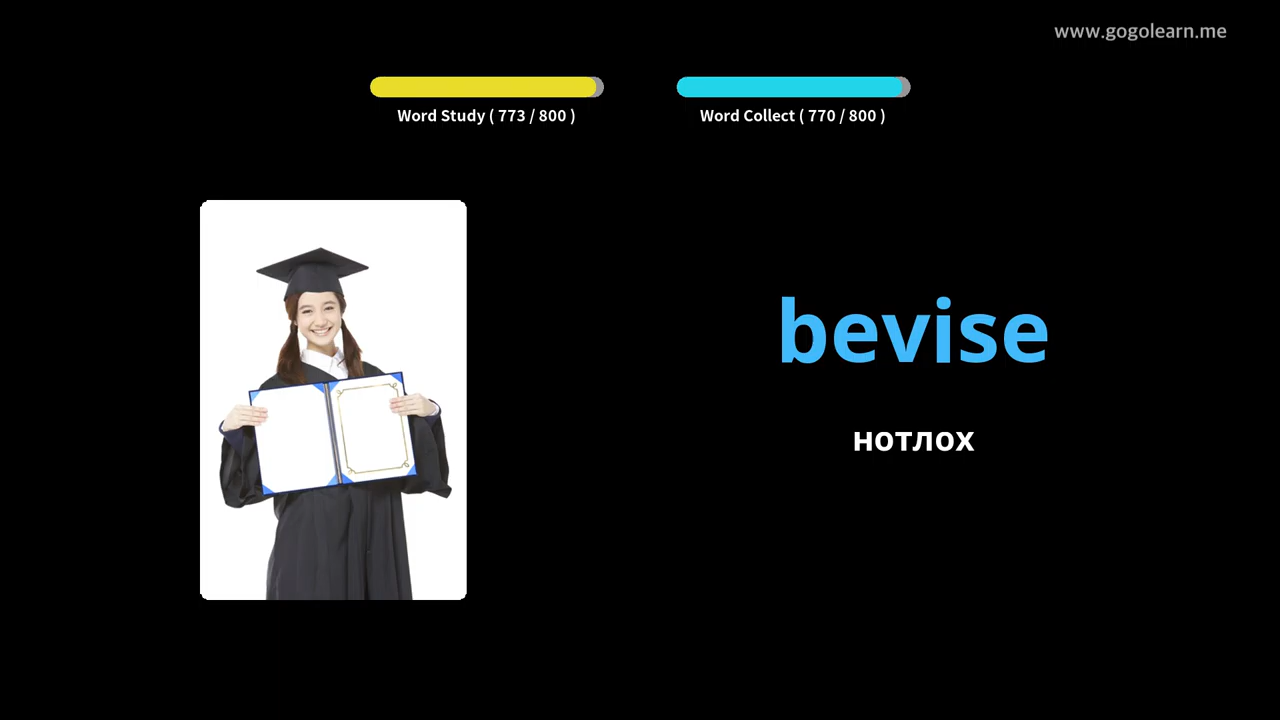 www.gogolearn.me
Word Study ( 773 / 800 )
Word Collect ( 770 / 800 )
bevise
нотлох